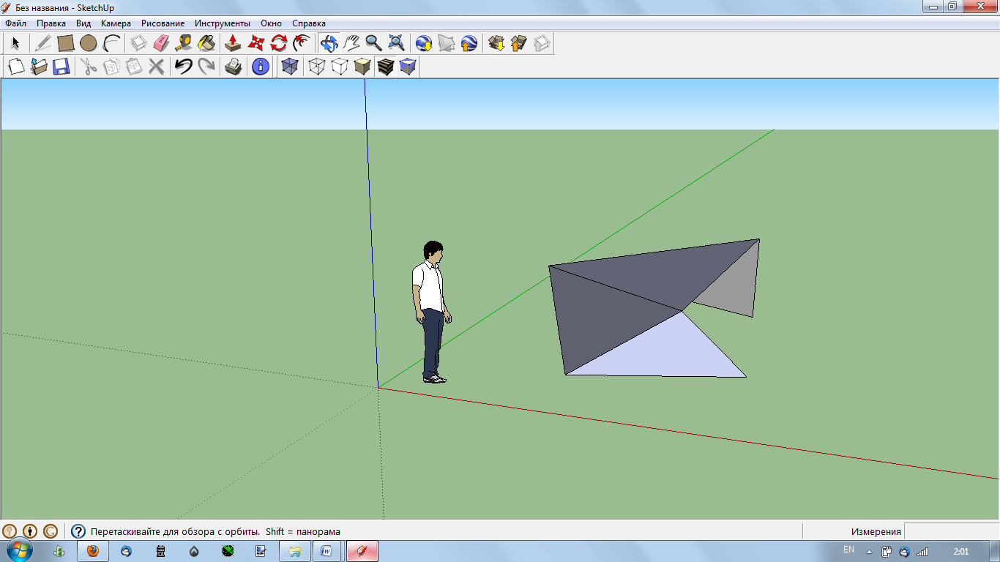 Без названия - SketchUp
Файл Правка Вид Камера Рисование Инструменты Окно Справка
Перетаскивайте для обзора с орбиты. Shift = панорама
Измерения
EN
2:01